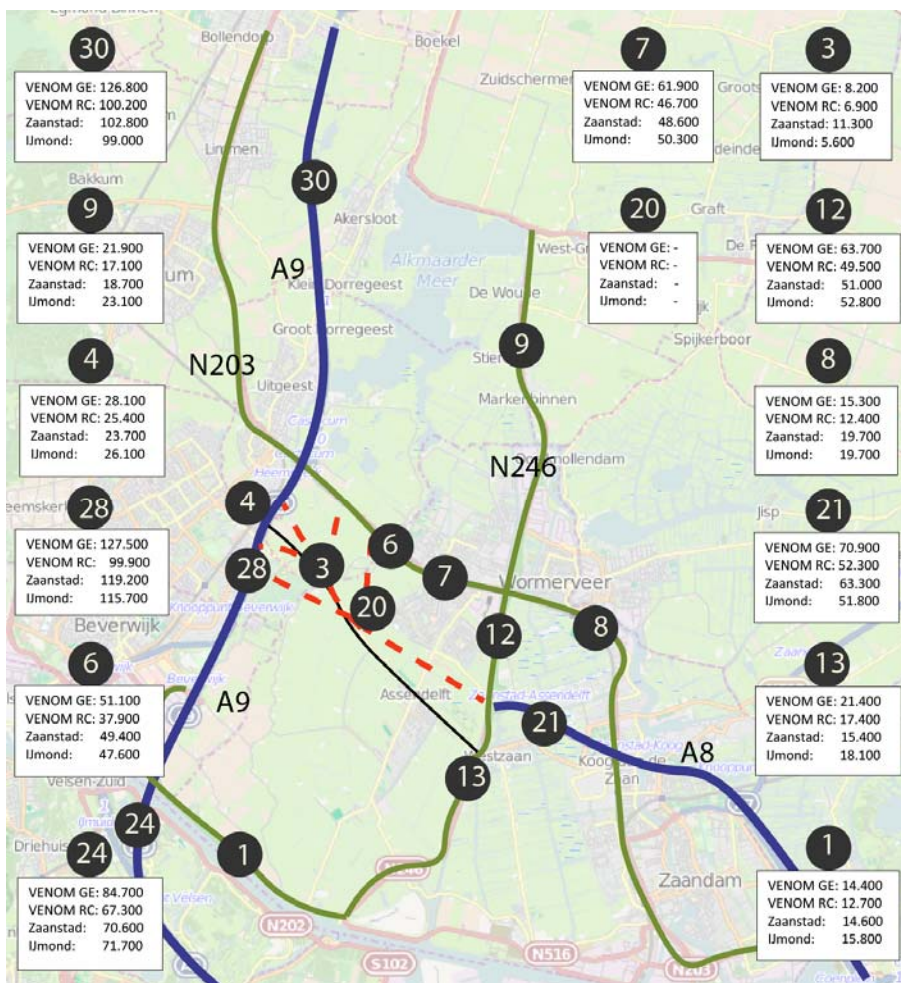 30
VENOM GE: 126.800
VENOM RC: 100.200
Zaanstad: 102.800
IJmond: 99.000
7
VENOM GE: 61.900
VENOM RC: 46.700
Zaanstad: 48.600
IJmond: 50.300
3
VENOM GE: 8.200
VENOM RC: 6.900
Zaanstad: 11.300
IJmond: 5.600
9
VENOM GE: 21.900
VENOM RC: 17.100
Zaanstad: 18.700
IJmond: 23.100
20
VENOM GE: -
VENOM RC: -
Zaanstad: -
IJmond: -
12
VENOM GE: 63.700
VENOM RC: 49.500
Zaanstad: 51.000
IJmond: 52.800
4
VENOM GE: 28.100
VENOM RC: 25.400
Zaanstad: 23.700
IJmond: 26.100
8
VENOM GE: 15.300
VENOM RC: 12.400
Zaanstad: 19.700
IJmond: 19.700
28
VENOM GE: 127.500
VENOM RC: 99.900
Zaanstad: 119.200
IJmond: 115.700
21
VENOM GE: 70.900
VENOM RC: 52.300
Zaanstad: 63.300
IJmond: 51.800
6
VENOM GE: 51.100
VENOM RC: 37.900
Zaanstad: 49.400
IJmond: 47.600
13
VENOM GE: 21.400
VENOM RC: 17.400
Zaanstad: 15.400
IJmond: 18.100
24
VENOM GE: 84.700
VENOM RC: 67.300
Zaanstad: 70.600
IJmond: 71.700
1
VENOM GE: 14.400
VENOM RC: 12.700
Zaanstad: 14.600
IJmond: 15.800
Bollendorp
Boekel
Limmen
Bakkum
30
Akersloot
Graft
A9
Alkmaarder
Meer
Klein Dorregeest
De Woude
Groot Dorregeest
9
Spijkerboor
N203
Uitgeest
Markenbinnen
N246
4
6
Jisp
28
3
7
Wormerveer
20
12
8
Beverwijk
Assendelft
A9
21
A8
Westzaan
13
Velsen-Zuid
24
1
Driehuis
Zaandam
N202
N516
S102
N203